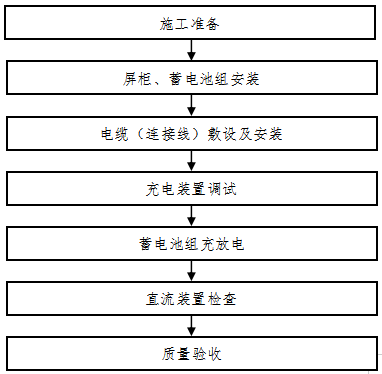 施工准备
屏柜、蓄电池组安装
电缆（连接线）敷设及安装
充电装置调试
蓄电池组充放电
直流装置检查
质量验收